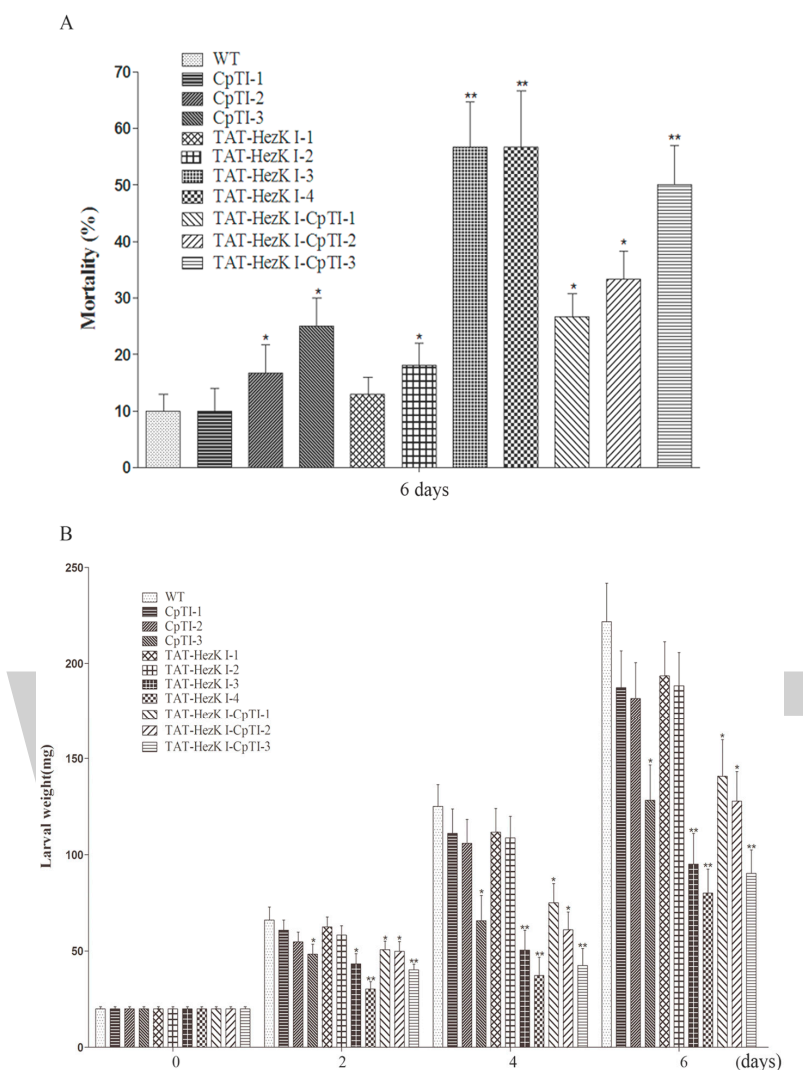 A
WT
CpTI-1
CpTI-2
CpTI-3
TAT-HezK I-1
TAT-HezK I-2
TAT-HezK I-3
TAT-HezK I-4
TAT-HezK I-CpTI-1
TAT-HezK I-CpTI-2
TAT-HezK I-CpTI-3
Mortality (%)
70
60
50
40
30
20
10
0
* * * ** ** * * **
6 days
B
WT
CpTI-1
CpTI-2
CpTI-3
TAT-HezK I-1
TAT-HezK I-2
TAT-HezK I-3
TAT-HezK I-4
TAT-HezK I-CpTI-1
TAT-HezK I-CpTI-2
TAT-HezK I-CpTI-3
Larval weight(mg)
250
200
150
100
50
0
* * ** * * **
* ** ** * * **
* ** ** * * **
0 2 4 6 (days)